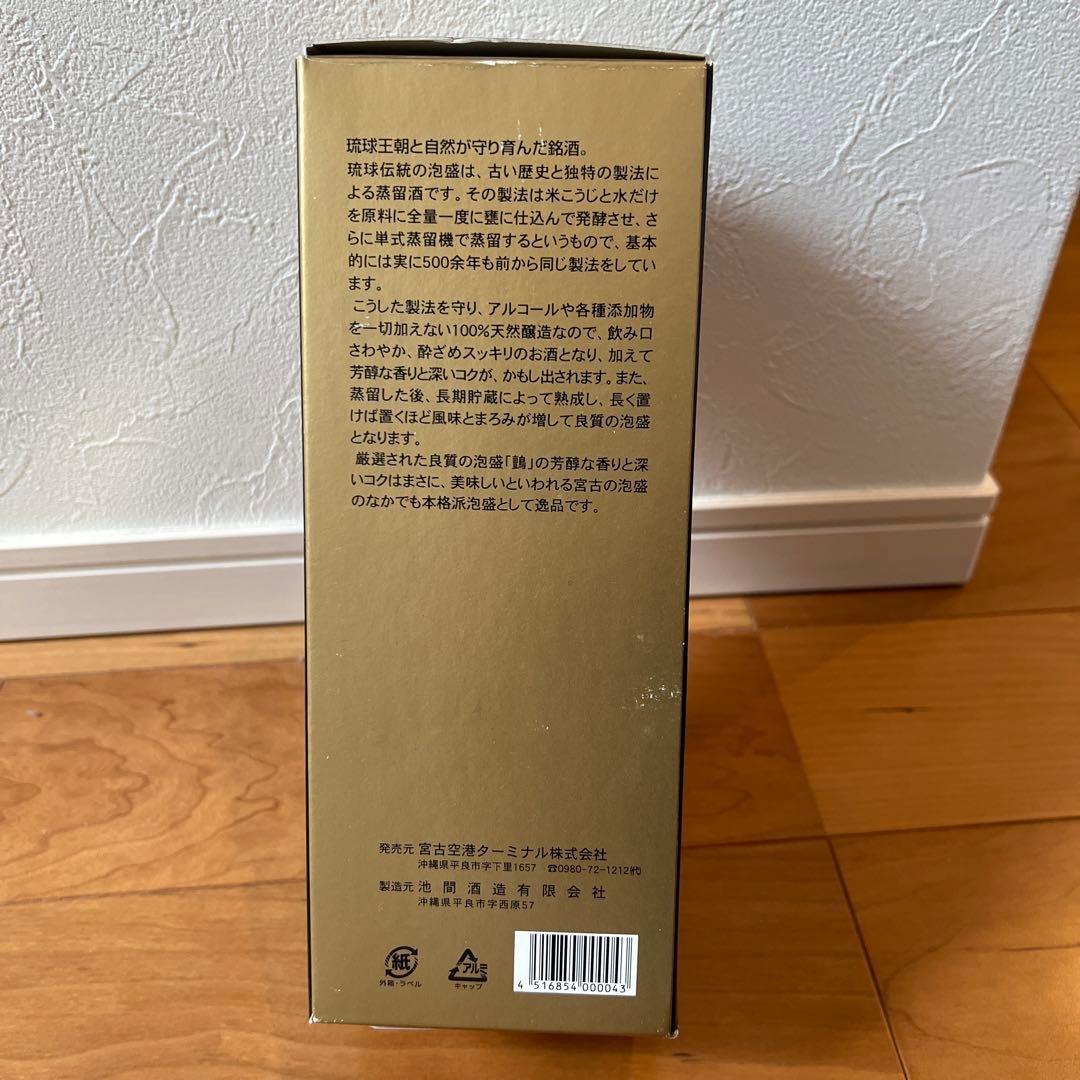 琉球王朝と自然が守り育んだ銘酒。
琉球伝統の泡盛は、古い歴史と独特の製法に
よる蒸留酒です。その製法は米こうじと水だけ
を原料に全量一度に甕に仕込んで発酵させ、さ
らに単式蒸留機で蒸留するというもので、基本
的には実に500余年も前から同じ製法をしてい
ます。
こうした製法を守り、アルコールや各種添加物
を一切加えない100%天然醸造なので、飲み口
さわやか、酔ざめスッキリのお酒となり、加えて
芳醇な香りと深いコクが、かもし出されます。また、
蒸留した後、長期貯蔵によって熟成し、長く置
けば置くほど風味とまろみが増して良質の泡盛
となります。
厳選された良質の泡盛「鸇」の芳醇な香りと深
いコクはまさに、美味しいといわれる宮古の泡盛
のなかでも本格派泡盛として逸品です。
発売元 宮古空港ターミナル株式会社
沖縄県平良市字下里1657 ☎0980-72-1212㈹
製造元 池間酒造有限会社
沖縄県平良市字西原57
紙
外箱・ラベル
アルミ
キャップ
4 516854 000043